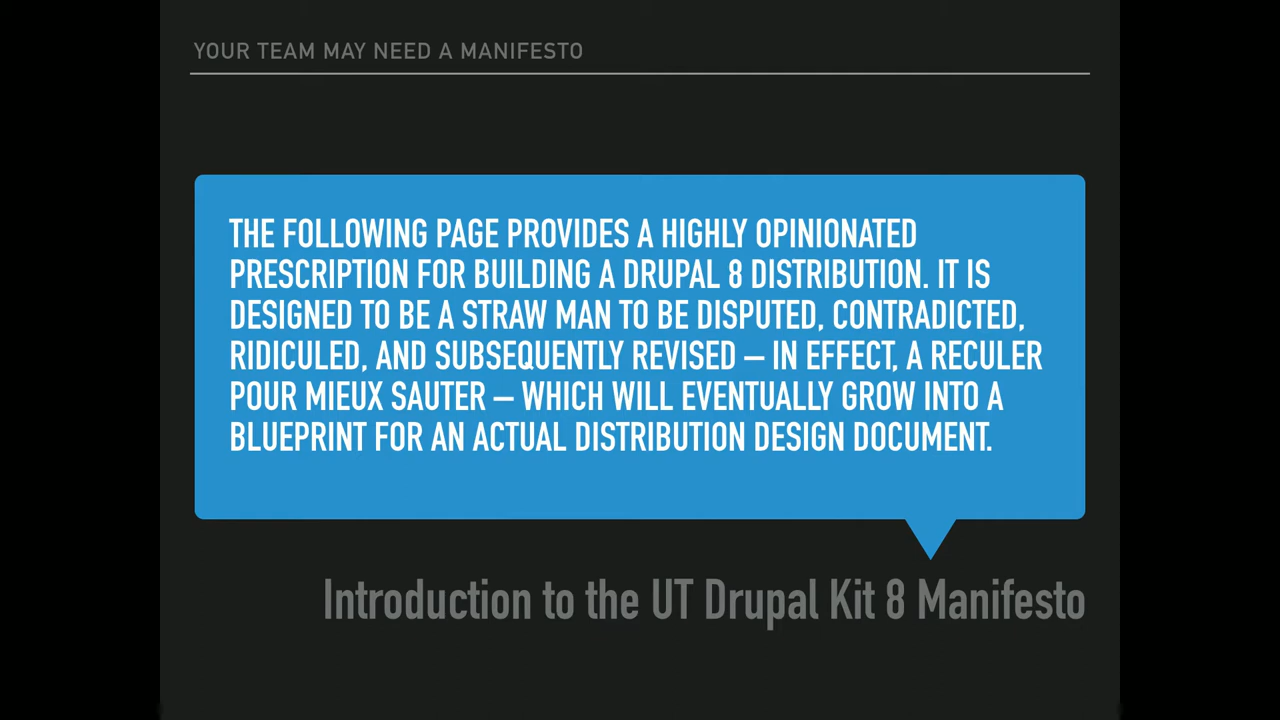 YOUR TEAM MAY NEED A MANIFESTO
THE FOLLOWING PAGE PROVIDES A HIGHLY OPINIONATED
PRESCRIPTION FOR BUILDING A DRUPAL 8 DISTRIBUTION. IT IS
DESIGNED TO BE A STRAW MAN TO BE DISPUTED, CONTRADICTED,
RIDICULED, AND SUBSEQUENTLY REVISED — IN EFFECT, A RECULER
POUR MIEUX SAUTER — WHICH WILL EVENTUALLY GROW INTO A
BLUEPRINT FOR AN ACTUAL DISTRIBUTION DESIGN DOCUMENT.
Introduction to the UT Drupal Kit 8 Manifesto